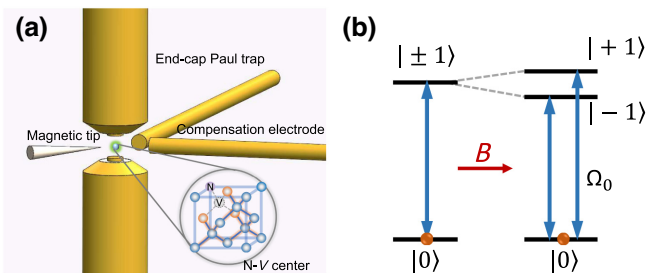 (a)
End-cap Paul trap
Magnetic tip
Compensation electrode
N
V
N-V center
(b)
| ± 1⟩
| + 1⟩
| − 1⟩
B
Ω₀
|0⟩
|0⟩